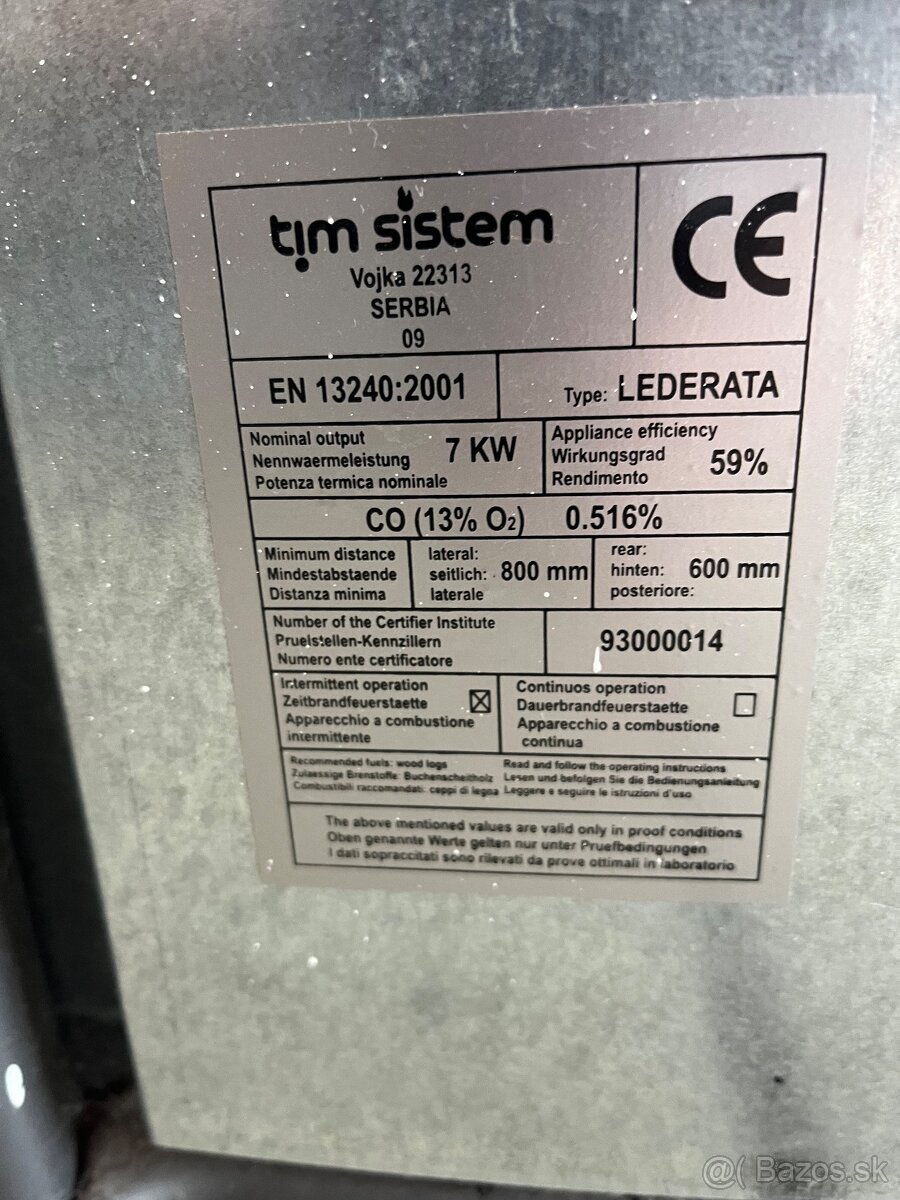 tim sistem
Vojka 22313
SERBIA
09
CE
EN 13240:2001
Type: LEDERATA
Nominal output
Nennwaermeleistung
Potenza termica nominale
7 KW
Appliance efficiency
Wirkungsgrad
Rendimento
59%
CO (13% O2) 0.516%
Minimum distance
Mindestabstaende
Distanza minima
lateral:
seitlich: 800 mm
laterale
rear:
hinten: 600 mm
posteriore:
Number of the Certifier Institute
Pruelstellen-Kennzillern
Numero ente certificatore
93000014
Intermittent operation
Zeitbrandfeuerstaette
Apparecchio a combustione
intermittente
Continuos operation
Dauerbrandfeuerstaette
Apparecchio a combustione
continua
Recommended fuels: wood logs
Zulaessige Brenstoffe: Buchenscheitholz
Combustibili raccomandati: ceppi di legna
Read and follow the operating instructions
Lesen und befolgen Sie die Bedienungsanleitung
Leggere e seguire le istruzioni d'uso
The above mentioned values are valid only in proof conditions
Oben genannte Werte gelten nur unter Pruefbedingungen
I dati sopraccitati sono rilevati da prove ottimali in laboratorio
@( Bazos.sk